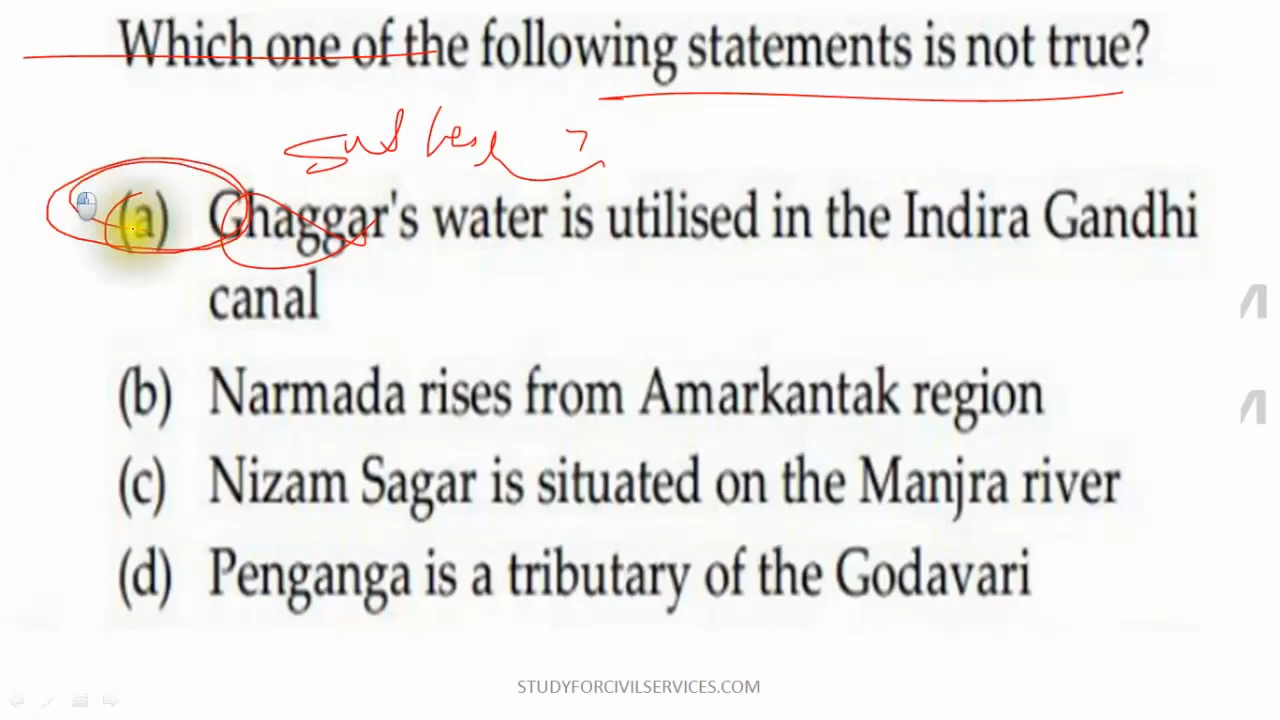 Which one of the following statements is not true?
(a) Ghaggar's water is utilised in the Indira Gandhi
canal
(b) Narmada rises from Amarkantak region
(c) Nizam Sagar is situated on the Manjra river
(d) Penganga is a tributary of the Godavari
STUDYFORCIVILSERVICES.COM